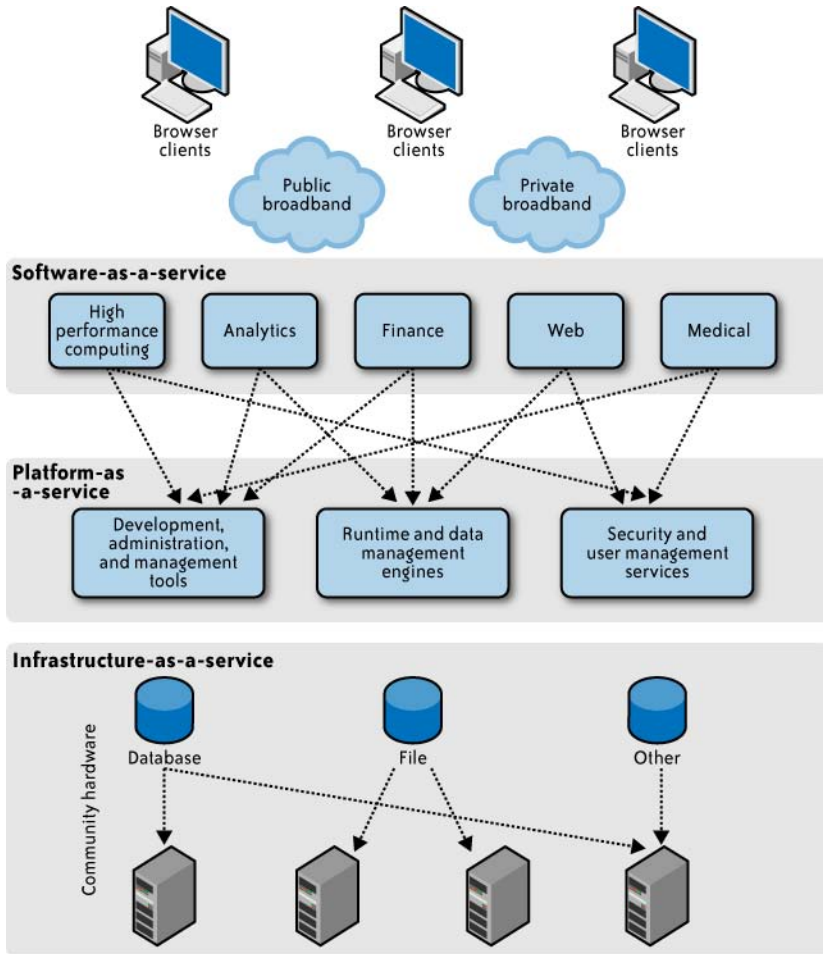 Browser
clients
Browser
clients
Browser
clients
Public
broadband
Private
broadband
Software-as-a-service
High
performance
computing
Analytics
Finance
Web
Medical
Platform-as
-a-service
Development,
administration,
and management
tools
Runtime and data
management
engines
Security and
user management
services
Infrastructure-as-a-service
Community hardware
Database
File
Other